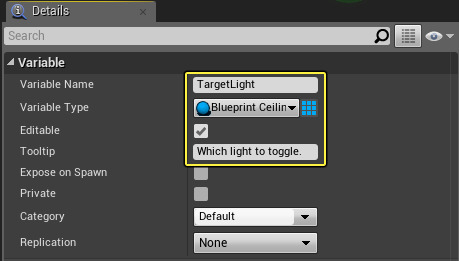 Details
Search
Variable
Variable Name TargetLight
Variable Type Blueprint Ceilin
Editable
Tooltip Which light to toggle.
Expose on Spawn
Private
Category Default
Replication None